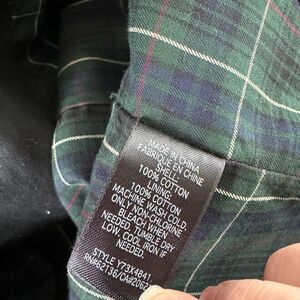 MADE IN CHINA
FABRIQUE EN CHINE
SHELL:
100% COTTON
LINING:
100% COTTON
MACHINE WASH COLD.
ONLY NON-CHLORINE
BLEACH WHEN
NEEDED. TUMBLE DRY
LOW, COOL IRON IF
NEEDED.
STYLE Y73X4841